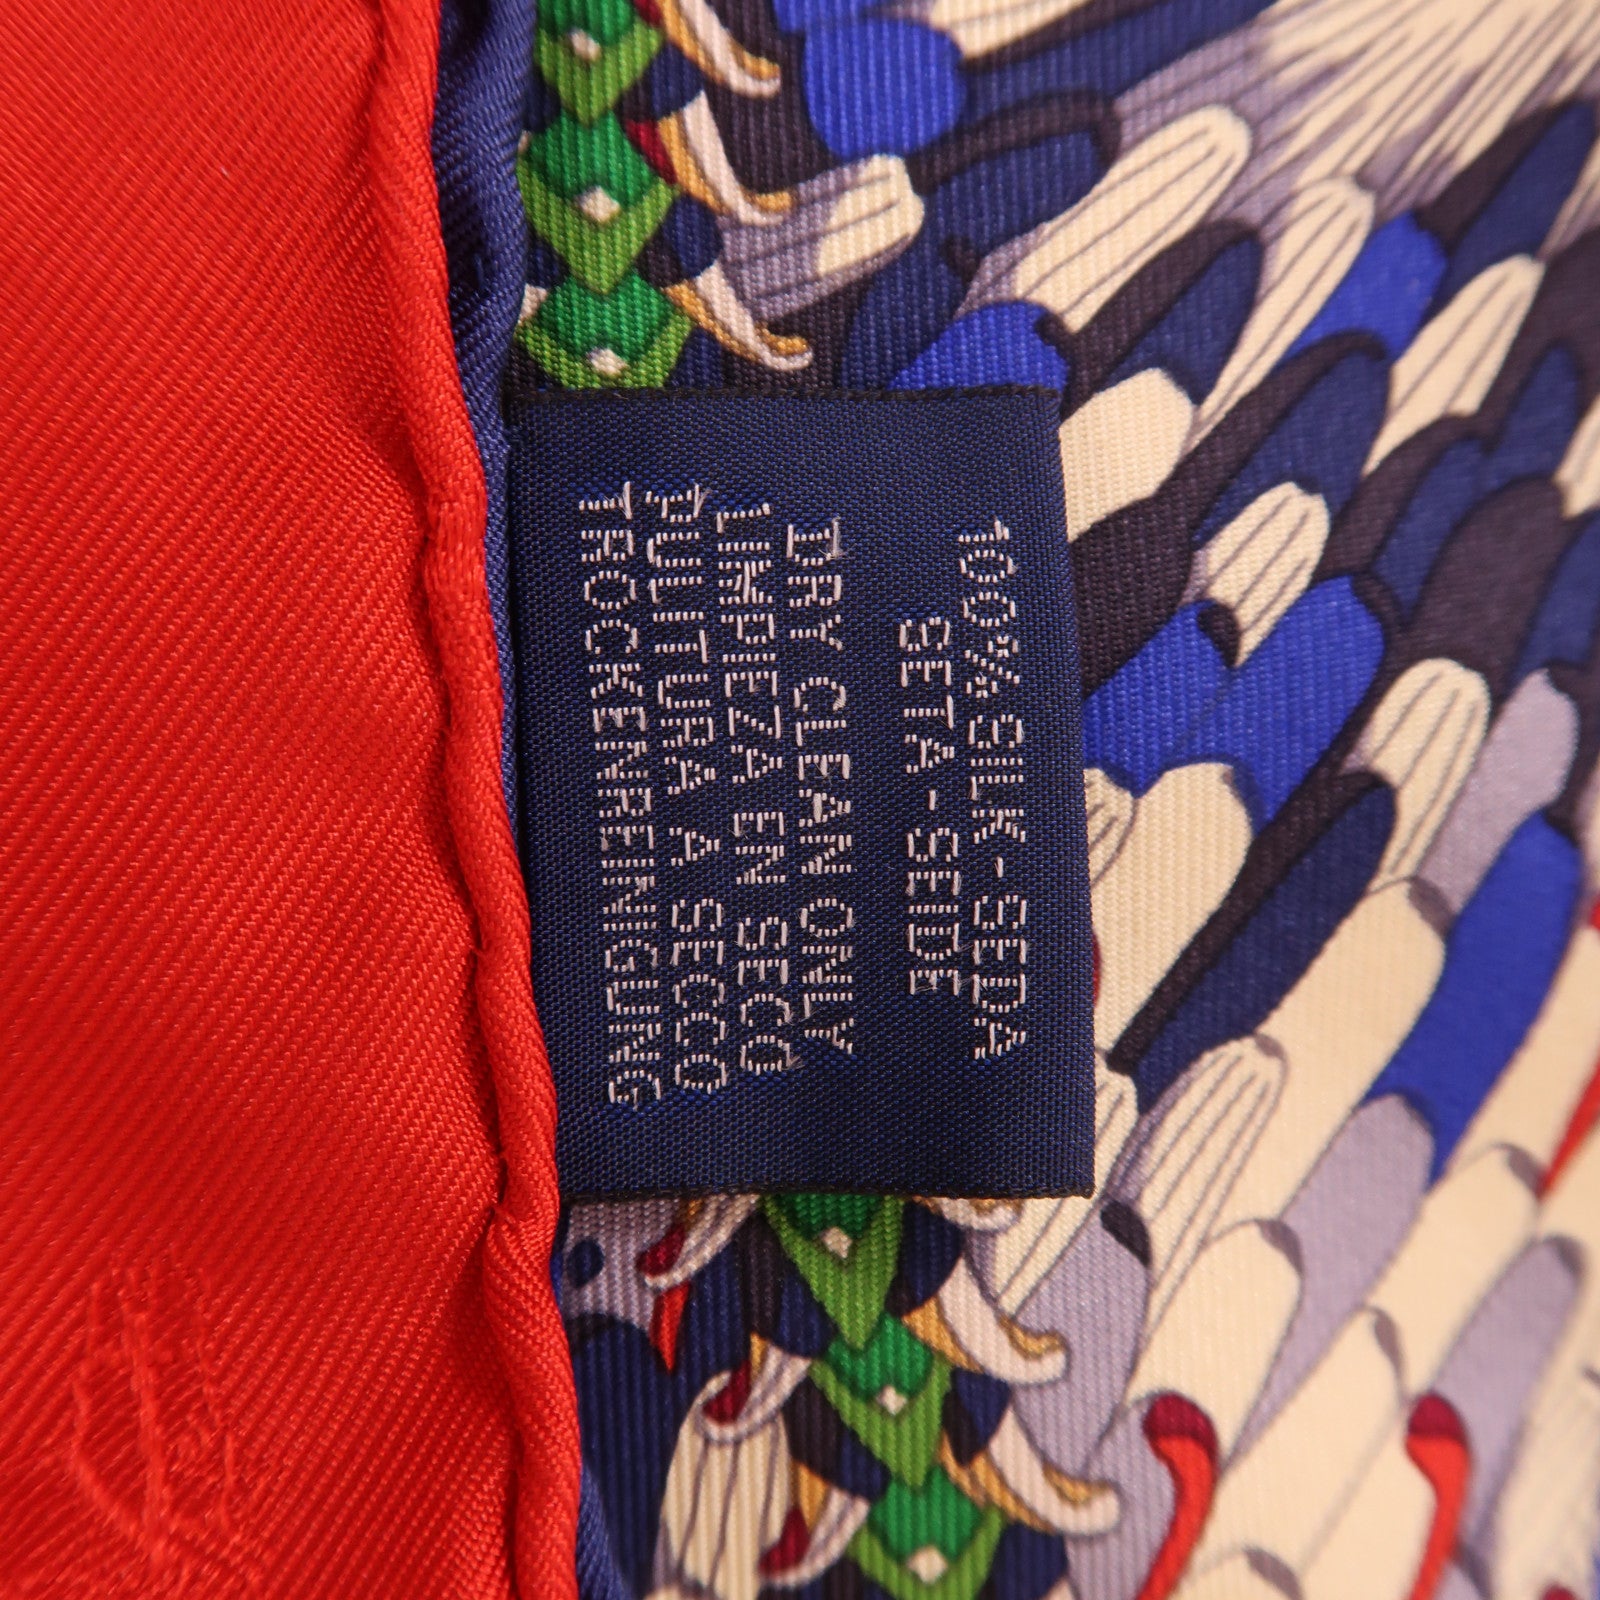 100% SILK-SEDA
SETA-SEIDE
DRY CLEAN ONLY
LIMPIEZA EN SECO
PULITURA A SECCO
TROCKENREINIGUNG